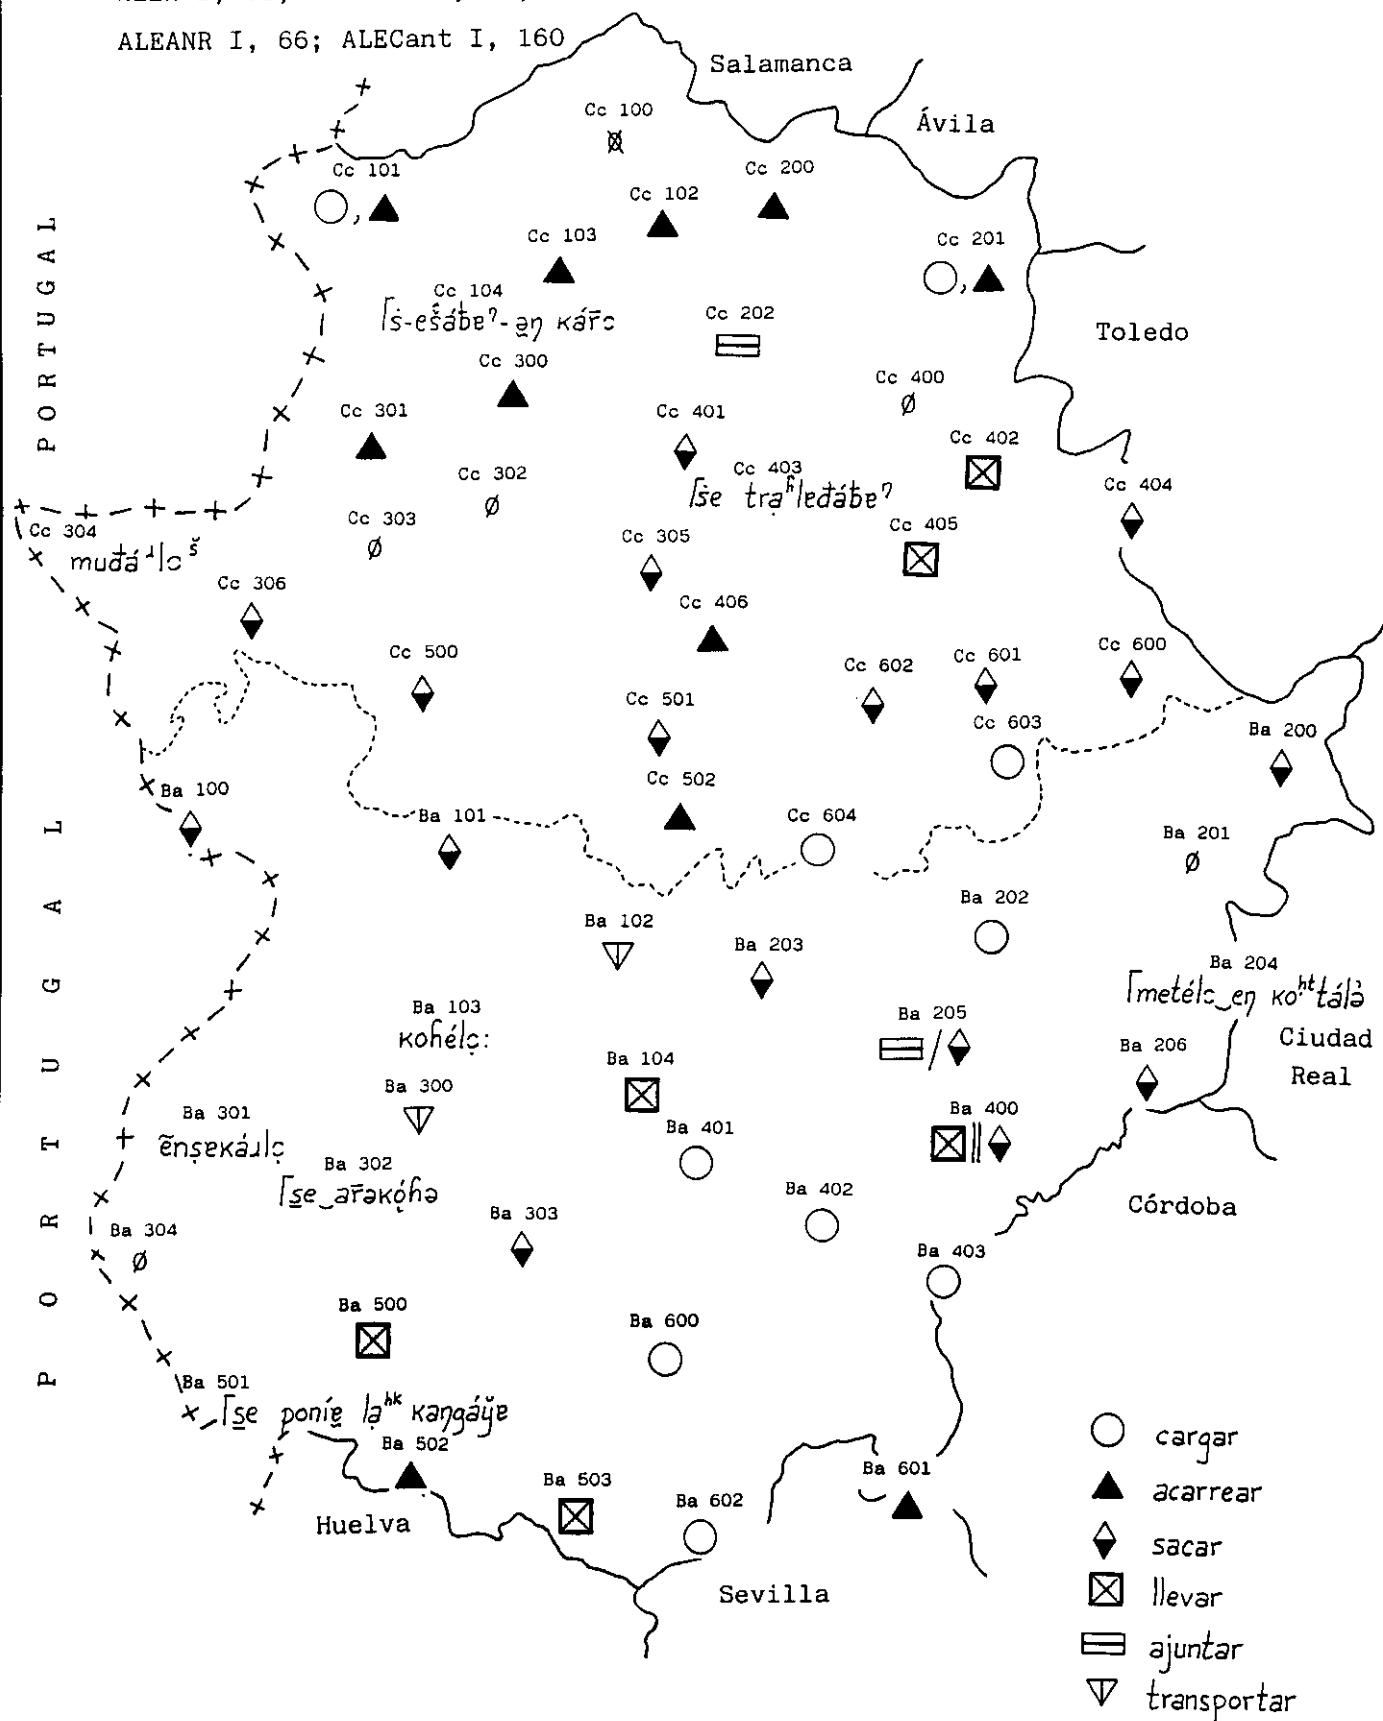 ALEANR I, 66; ALECant I, 160
Salamanca
Cc 100
Ávila
Cc 101
Cc 200
Cc 102
Cc 103
Cc 201
PORTUGAL
Cc 104
Cc 202
Toledo
Cc 300
Cc 400
Cc 301
Cc 401
Cc 402
Cc 302
Cc 403
Cc 404
Cc 303
Cc 405
Cc 304
Cc 305
Cc 306
Cc 406
Cc 500
Cc 602
Cc 601
Cc 600
Cc 501
Cc 603
Ba 200
Cc 502
Ba 100
Ba 101
Cc 604
Ba 201
PORTUGAL
Ba 202
Ba 102
Ba 203
Ba 204
Ba 103
Ba 205
Ciudad
Real
Ba 104
Ba 206
Ba 300
Ba 400
Ba 301
Ba 401
Ba 302
Ba 402
Córdoba
Ba 303
Ba 304
Ba 403
Ba 500
Ba 600
Ba 501
Ba 502
Ba 503
Ba 601
Ba 602
Huelva
Sevilla
cargar
acarrear
sacar
llevar
ajuntar
transportar